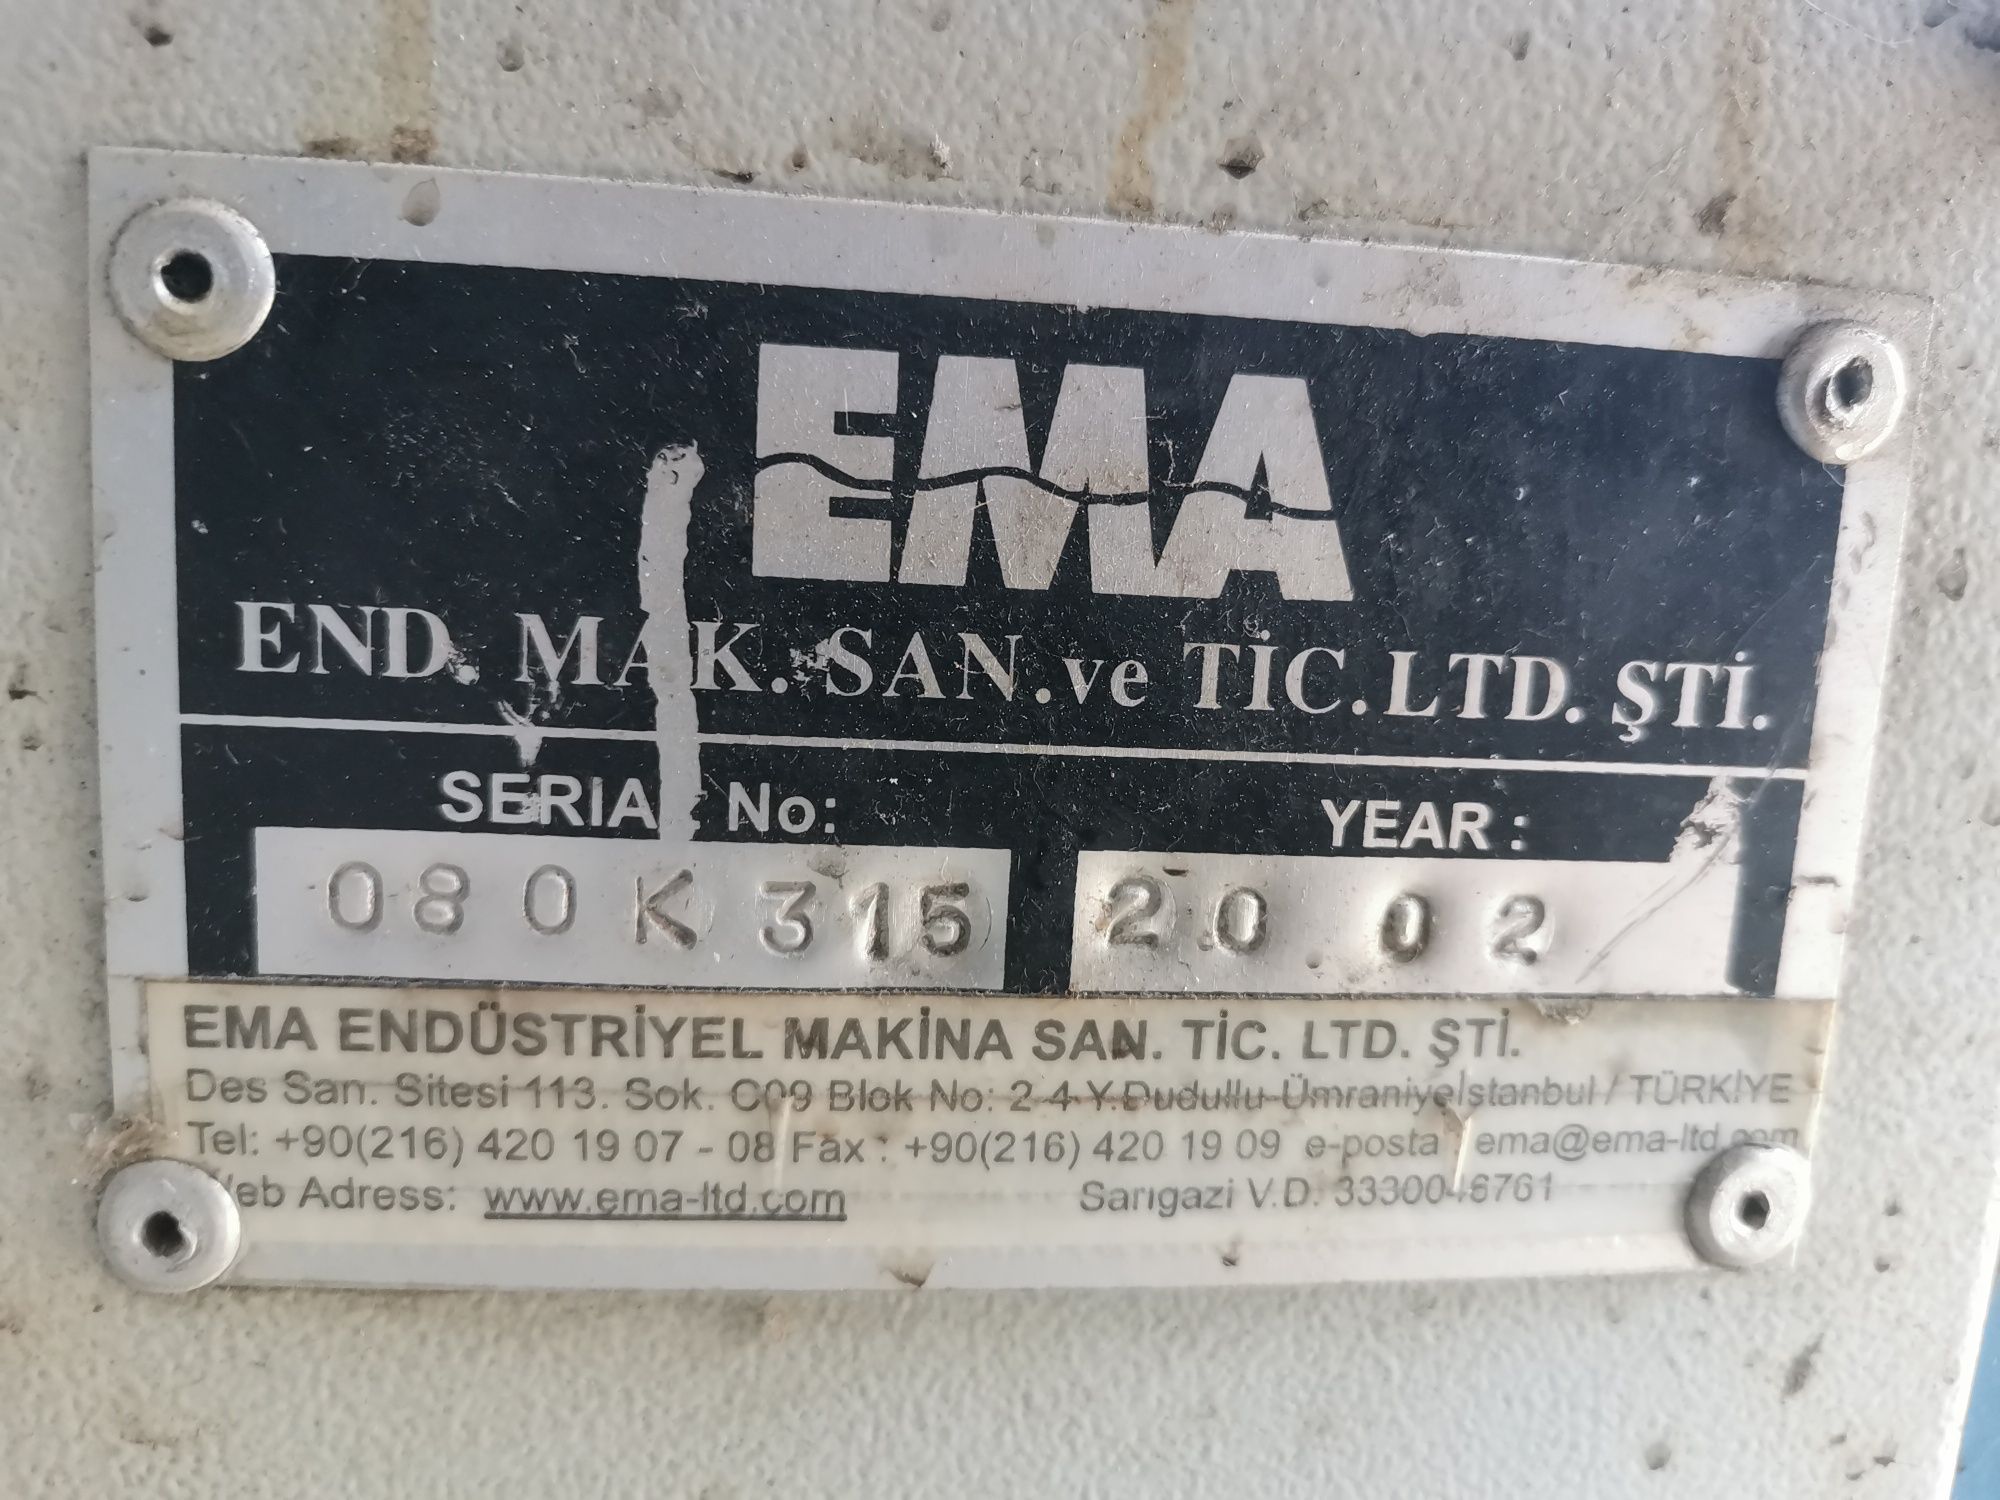 EMA
END. MAK. SAN. ve TİC. LTD. ŞTİ.
SERIAL No: YEAR :
080K315 2002
EMA ENDÜSTRİYEL MAKİNA SAN. TİC. LTD. ŞTİ.
Des San. Sitesi 113. Sok. C09 Blok No: 2-4 Y.Dudullu-Ümraniyeİstanbul / TÜRKİYE
Tel: +90(216) 420 19 07 - 08 Fax : +90(216) 420 19 09 e-posta : ema@ema-ltd.com
Web Adress: www.ema-ltd.com Sarıgazi V.D. 3330046761